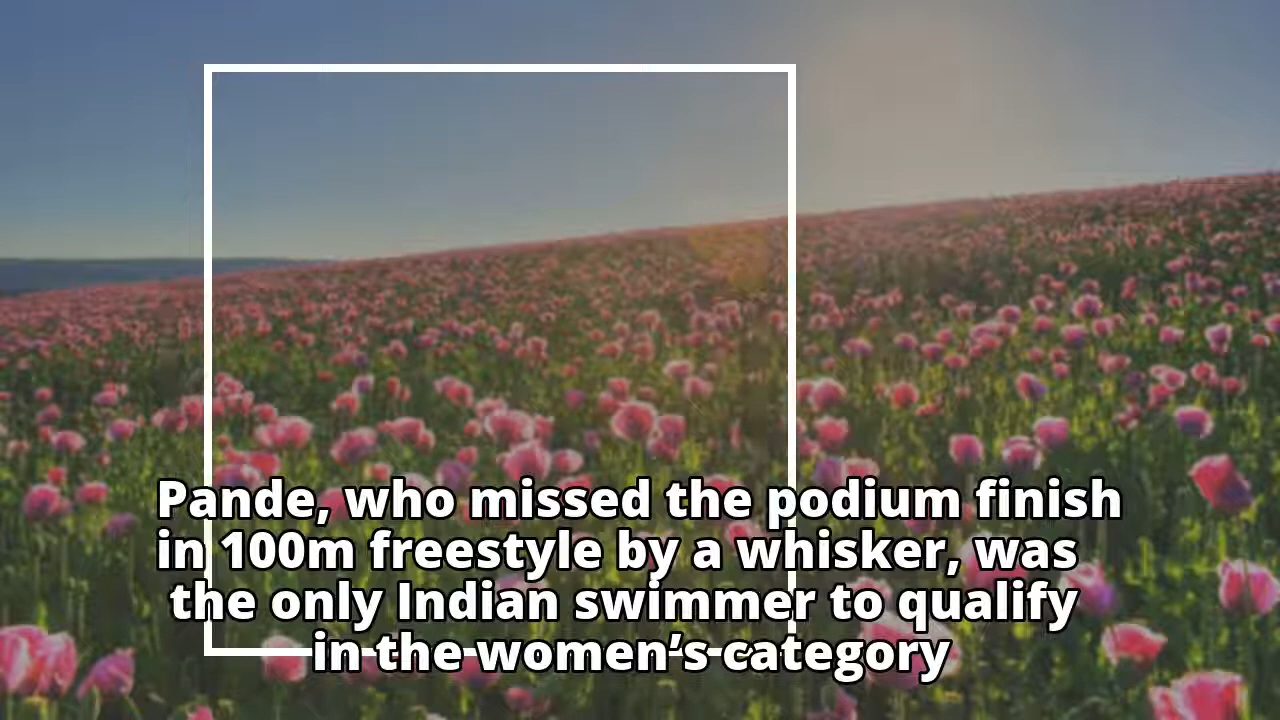 Pande, who missed the podium finish
in 100m freestyle by a whisker, was
the only Indian swimmer to qualify
in the women’s category